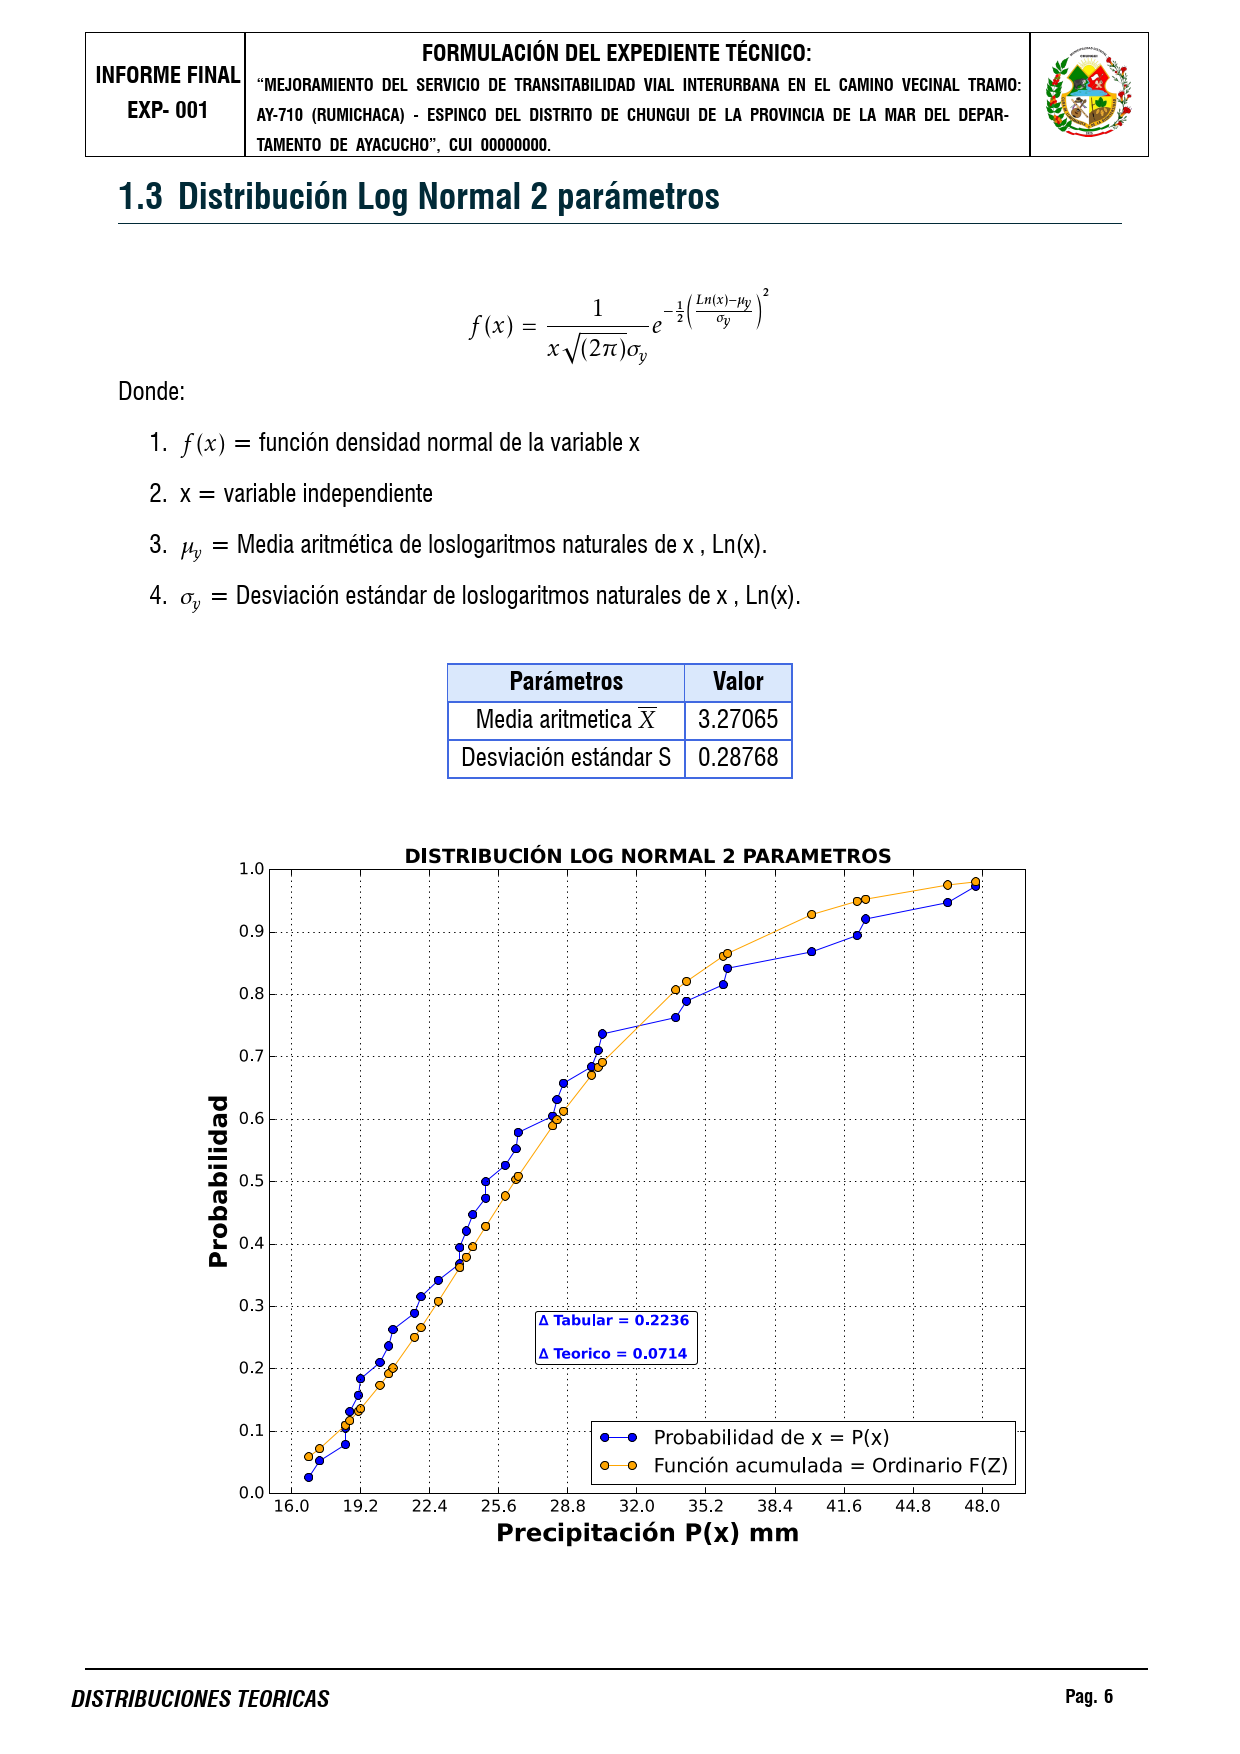 INFORME FINAL
EXP- 001
FORMULACIÓN DEL EXPEDIENTE TÉCNICO:
“MEJORAMIENTO DEL SERVICIO DE TRANSITABILIDAD VIAL INTERURBANA EN EL CAMINO VECINAL TRAMO:
AY-710 (RUMICHACA) - ESPINCO DEL DISTRITO DE CHUNGUI DE LA PROVINCIA DE LA MAR DEL DEPAR-
TAMENTO DE AYACUCHO”, CUI 00000000.
CHUNGUI
1.3 Distribución Log Normal 2 parámetros
f(x) = 1 / (x√(2π)σy) e^(−1/2((Ln(x)−μy)/σy)^2)
Donde:
1. f(x) = función densidad normal de la variable x
2. x = variable independiente
3. μy = Media aritmética de loslogaritmos naturales de x , Ln(x).
4. σy = Desviación estándar de loslogaritmos naturales de x , Ln(x).
Parámetros Valor
Media aritmetica X̅ 3.27065
Desviación estándar S 0.28768
DISTRIBUCIÓN LOG NORMAL 2 PARAMETROS
1.0
0.9
0.8
0.7
0.6
0.5
0.4
0.3
0.2
0.1
0.0
Probabilidad
Δ Tabular = 0.2236
Δ Teorico = 0.0714
Probabilidad de x = P(x)
Función acumulada = Ordinario F(Z)
16.0 19.2 22.4 25.6 28.8 32.0 35.2 38.4 41.6 44.8 48.0
Precipitación P(x) mm
DISTRIBUCIONES TEORICAS
Pag. 6